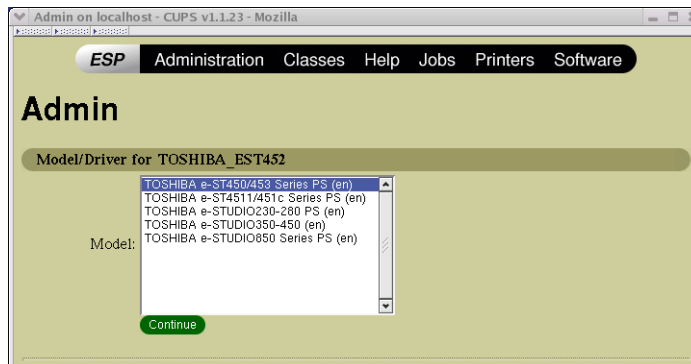 Admin on localhost - CUPS v1.1.23 - Mozilla
ESP Administration Classes Help Jobs Printers Software
Admin
Model/Driver for TOSHIBA_EST452
TOSHIBA e-ST450/453 Series PS (en)
TOSHIBA e-ST4511/451c Series PS (en)
TOSHIBA e-STUDIO230-280 PS (en)
TOSHIBA e-STUDIO350-450 (en)
TOSHIBA e-STUDIO850 Series PS (en)
Model:
Continue